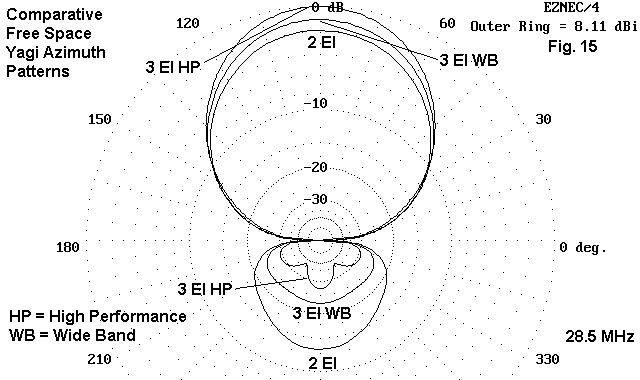 Comparative
Free Space
Yagi Azimuth
Patterns
120
0 dB
60
EZNEC/4
Outer Ring = 8.11 dBi
Fig. 15
2 El
3 El HP
3 El WB
-10
150
30
-20
-30
180
0 deg.
3 El HP
3 El WB
HP = High Performance
WB = Wide Band
28.5 MHz
210
2 El
330